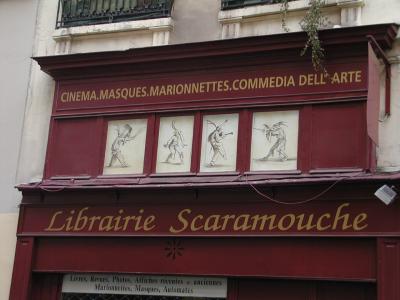 CINEMA.MASQUES.MARIONNETTES.COMMEDIA DELL'ARTE
Librairie Scaramouche
Livres, Revues, Photos, Affiches récentes & anciennes
Marionnettes, Masques, Automates